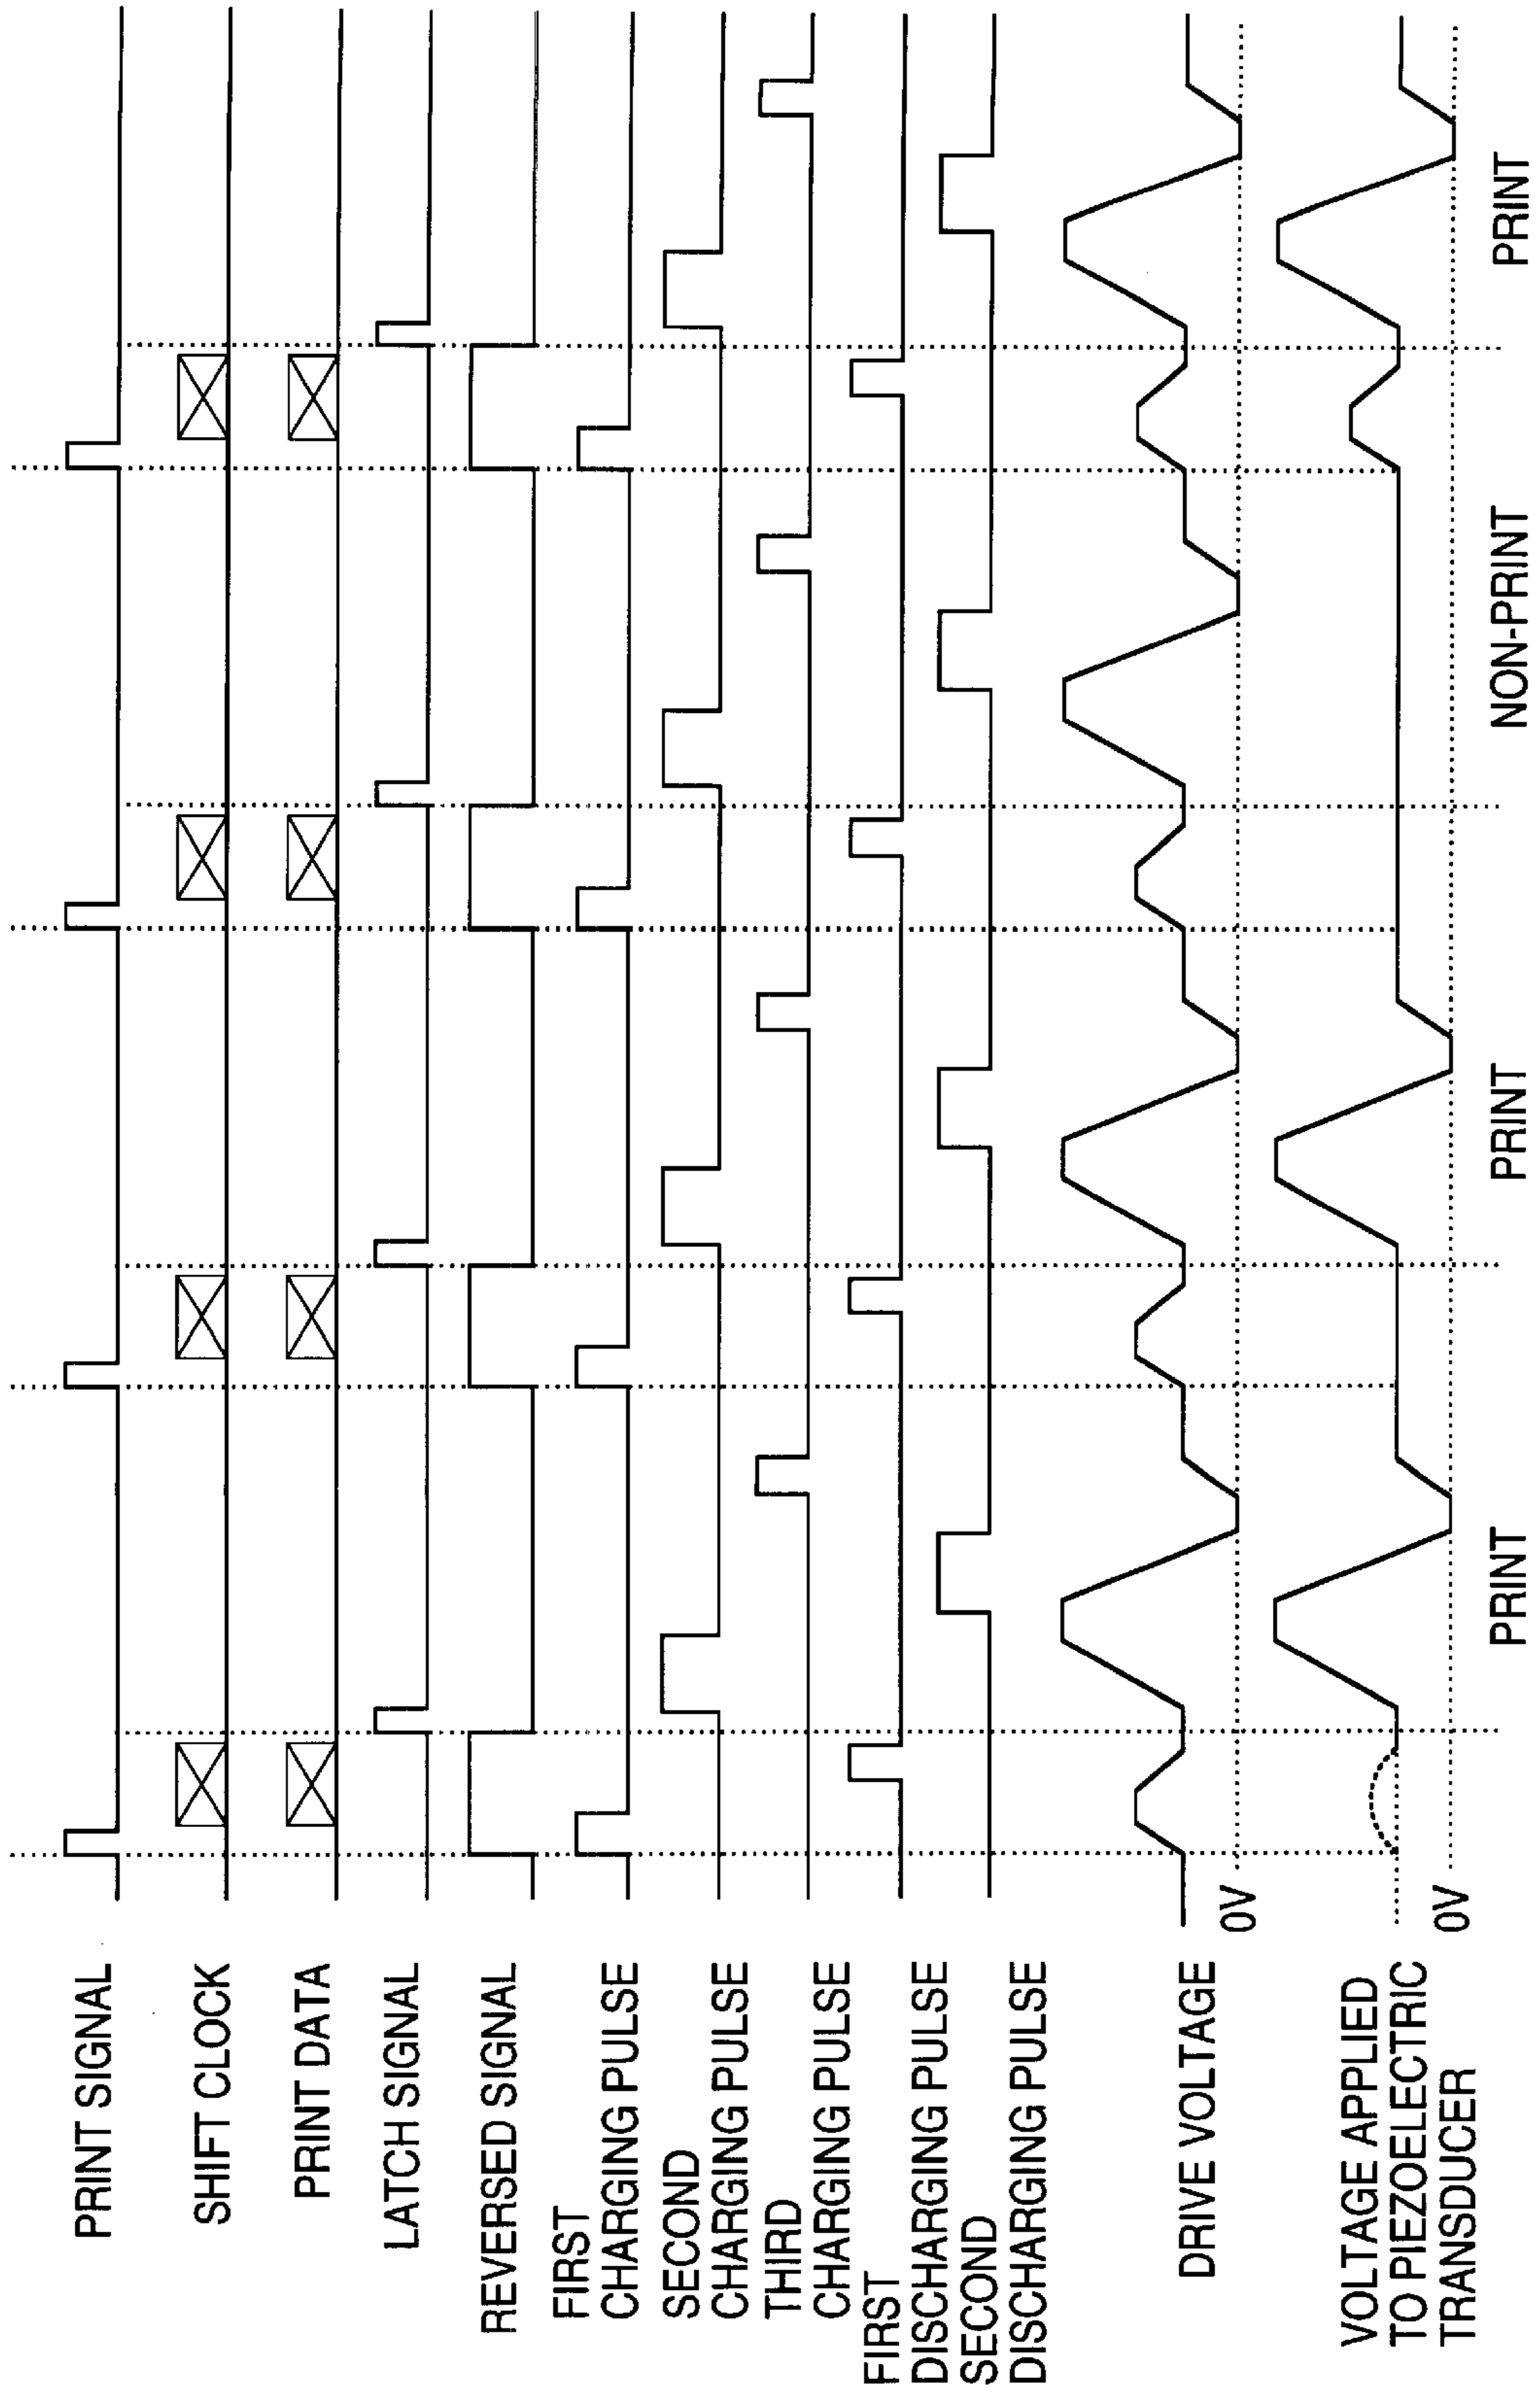 PRINT SIGNAL
SHIFT CLOCK
PRINT DATA
LATCH SIGNAL
REVERSED SIGNAL
FIRST
CHARGING PULSE
SECOND
CHARGING PULSE
THIRD
CHARGING PULSE
FIRST
DISCHARGING PULSE
SECOND
DISCHARGING PULSE
DRIVE VOLTAGE
0V
VOLTAGE APPLIED
TO PIEZOELECTRIC
TRANSDUCER
0V
PRINT
PRINT
NON-PRINT
PRINT